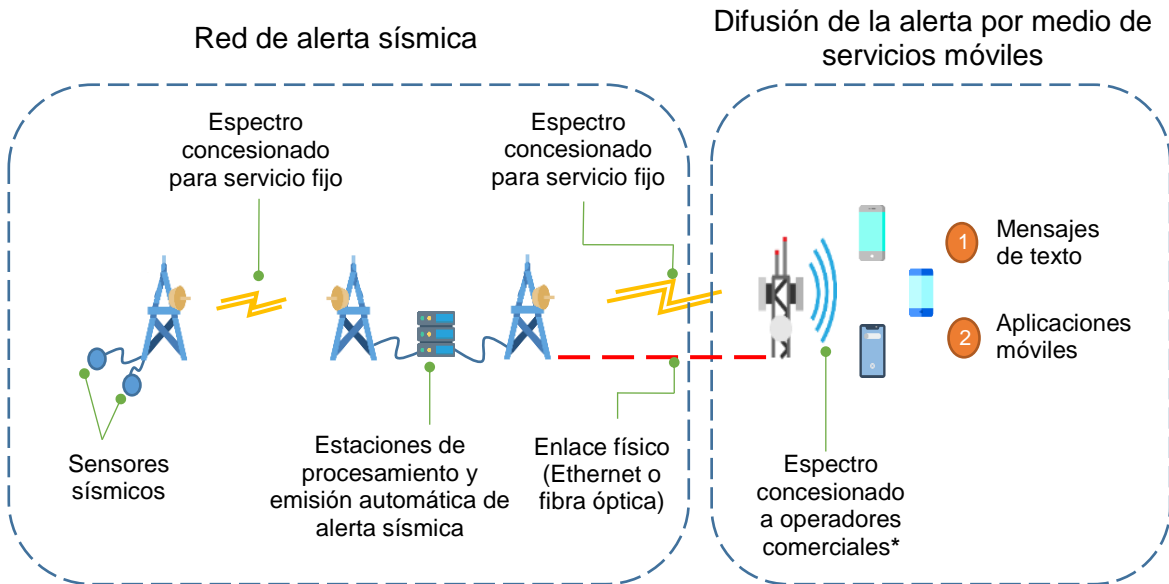 Red de alerta sísmica
Difusión de la alerta por medio de
servicios móviles
Espectro
concesionado
para servicio fijo
Espectro
concesionado
para servicio fijo
1
Mensajes
de texto
2
Aplicaciones
móviles
Sensores
sísmicos
Estaciones de
procesamiento y
emisión automática de
alerta sísmica
Enlace físico
(Ethernet o
fibra óptica)
Espectro
concesionado
a operadores
comerciales*